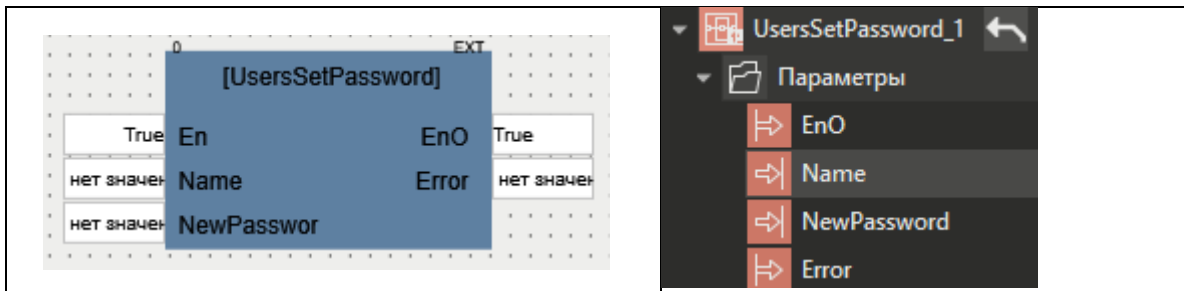 0 EXT
[UsersSetPassword]
True En EnO True
нет значен Name Error нет значен
нет значен NewPasswor
UsersSetPassword_1
Параметры
EnO
Name
NewPassword
Error